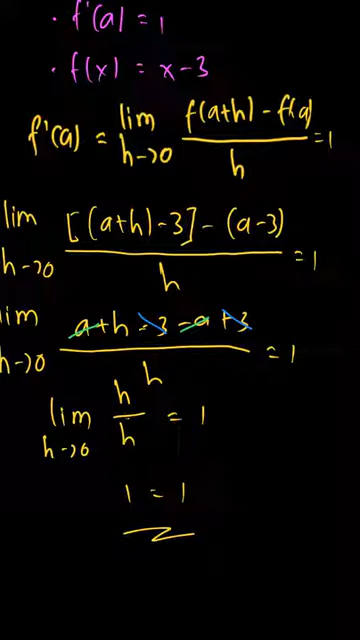 · f'(a) = 1
· f(x) = x - 3
f'(a) = lim h→0 f(a+h) - f(a) / h = 1
lim h→0 [(a+h) - 3] - (a - 3) / h = 1
lim h→0 a + h - 3 - a + 3 / h = 1
lim h→0 h / h = 1
1 = 1